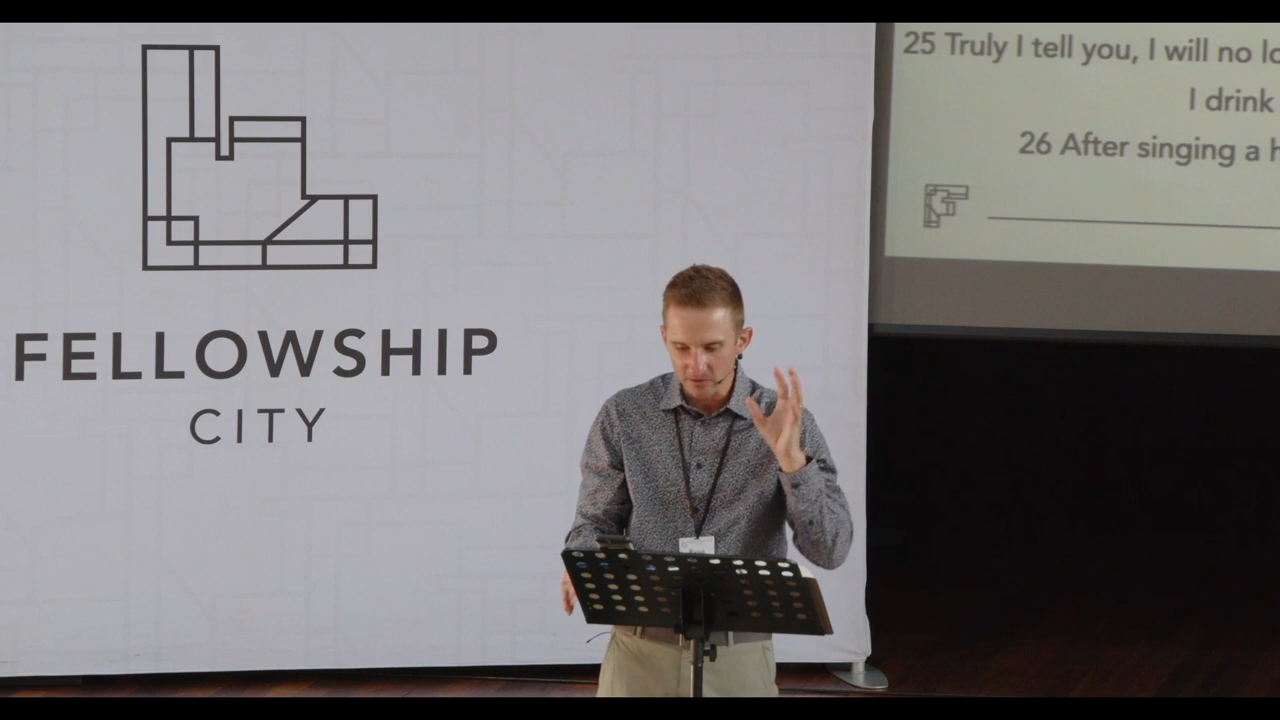 FELLOWSHIP
CITY
25 Truly I tell you, I will no
I drink
26 After singing a